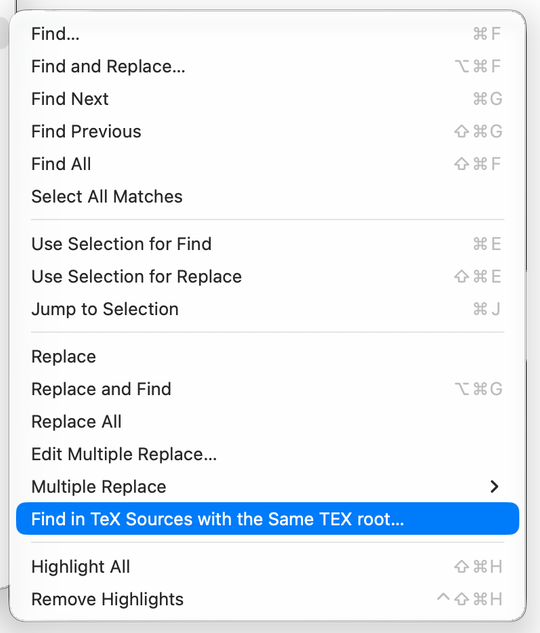 Find... ⌘F
Find and Replace... ⌥⌘F
Find Next ⌘G
Find Previous ⇧⌘G
Find All ⇧⌘F
Select All Matches
Use Selection for Find ⌘E
Use Selection for Replace ⇧⌘E
Jump to Selection ⌘J
Replace
Replace and Find ⌥⌘G
Replace All
Edit Multiple Replace...
Multiple Replace >
Find in TeX Sources with the Same TEX root...
Highlight All ⇧⌘H
Remove Highlights ^⇧⌘H